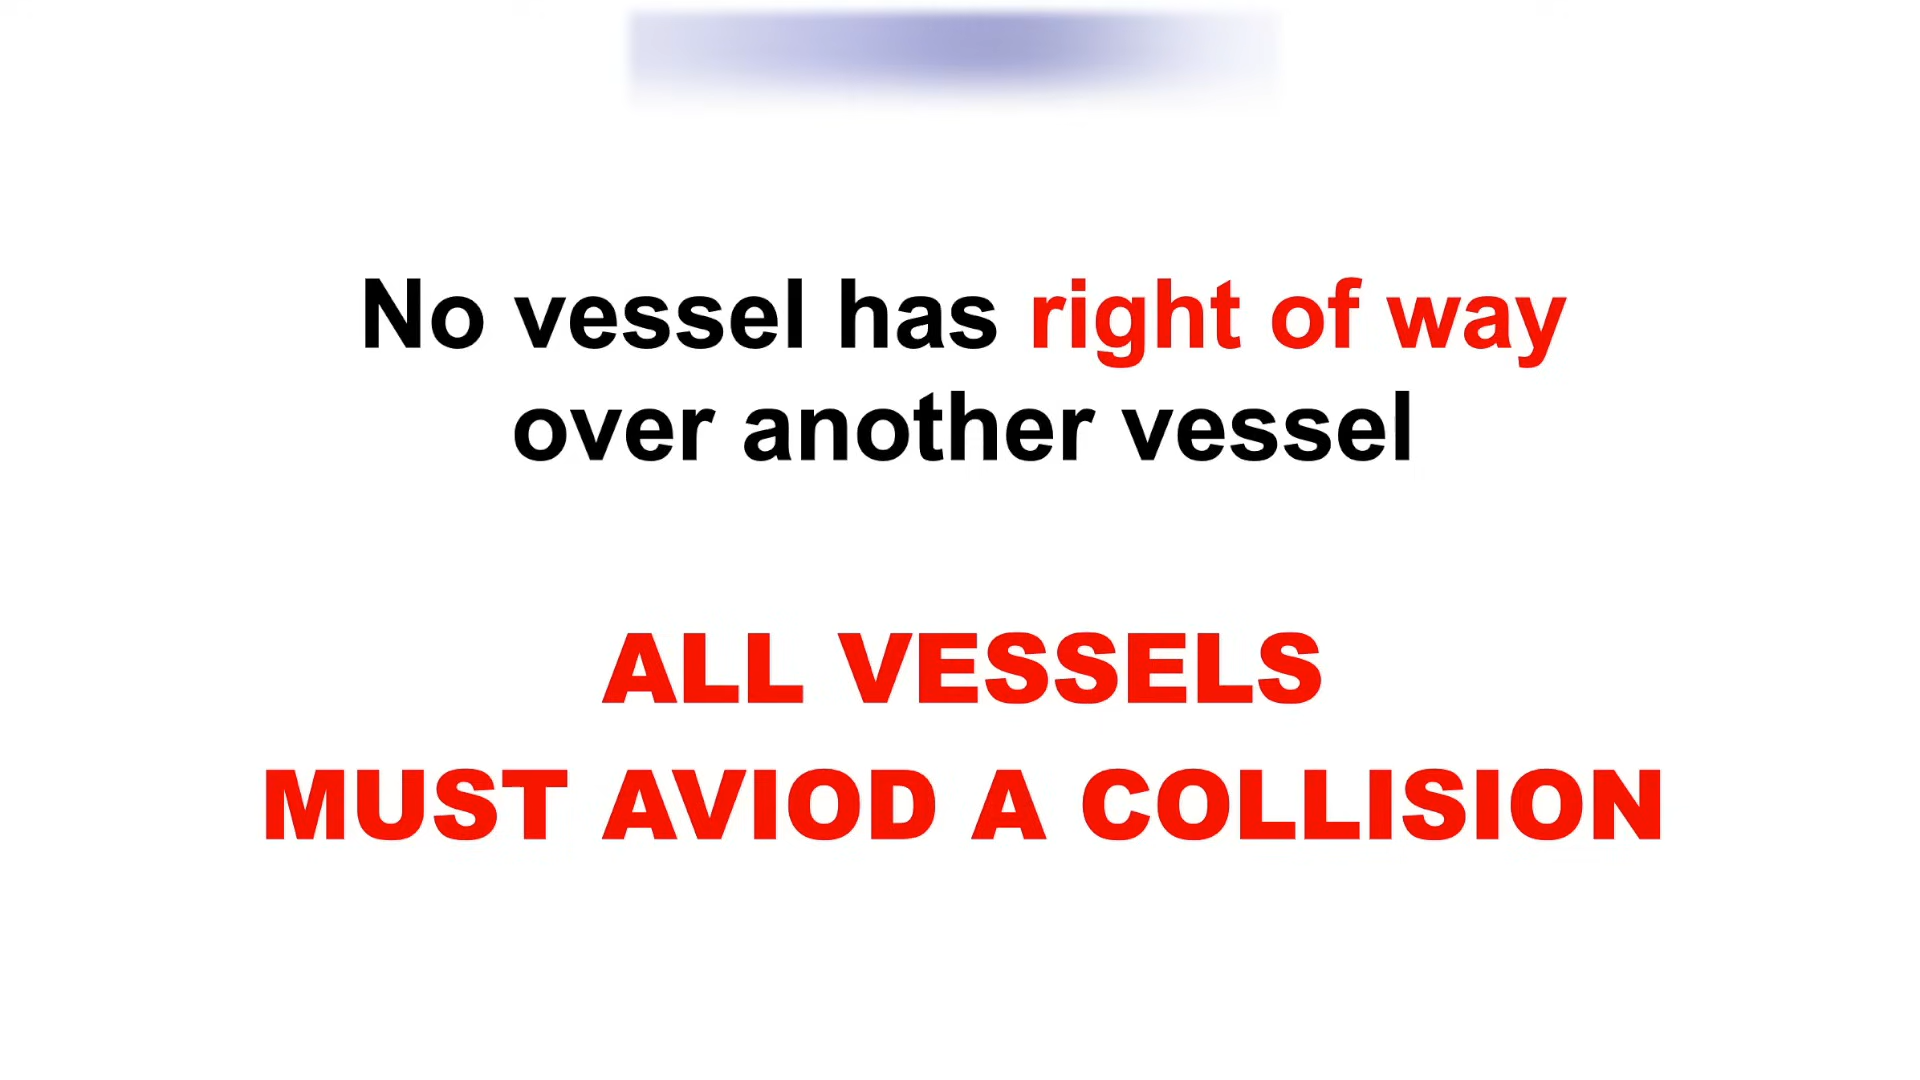 No vessel has right of way
over another vessel
ALL VESSELS
MUST AVIOD A COLLISION